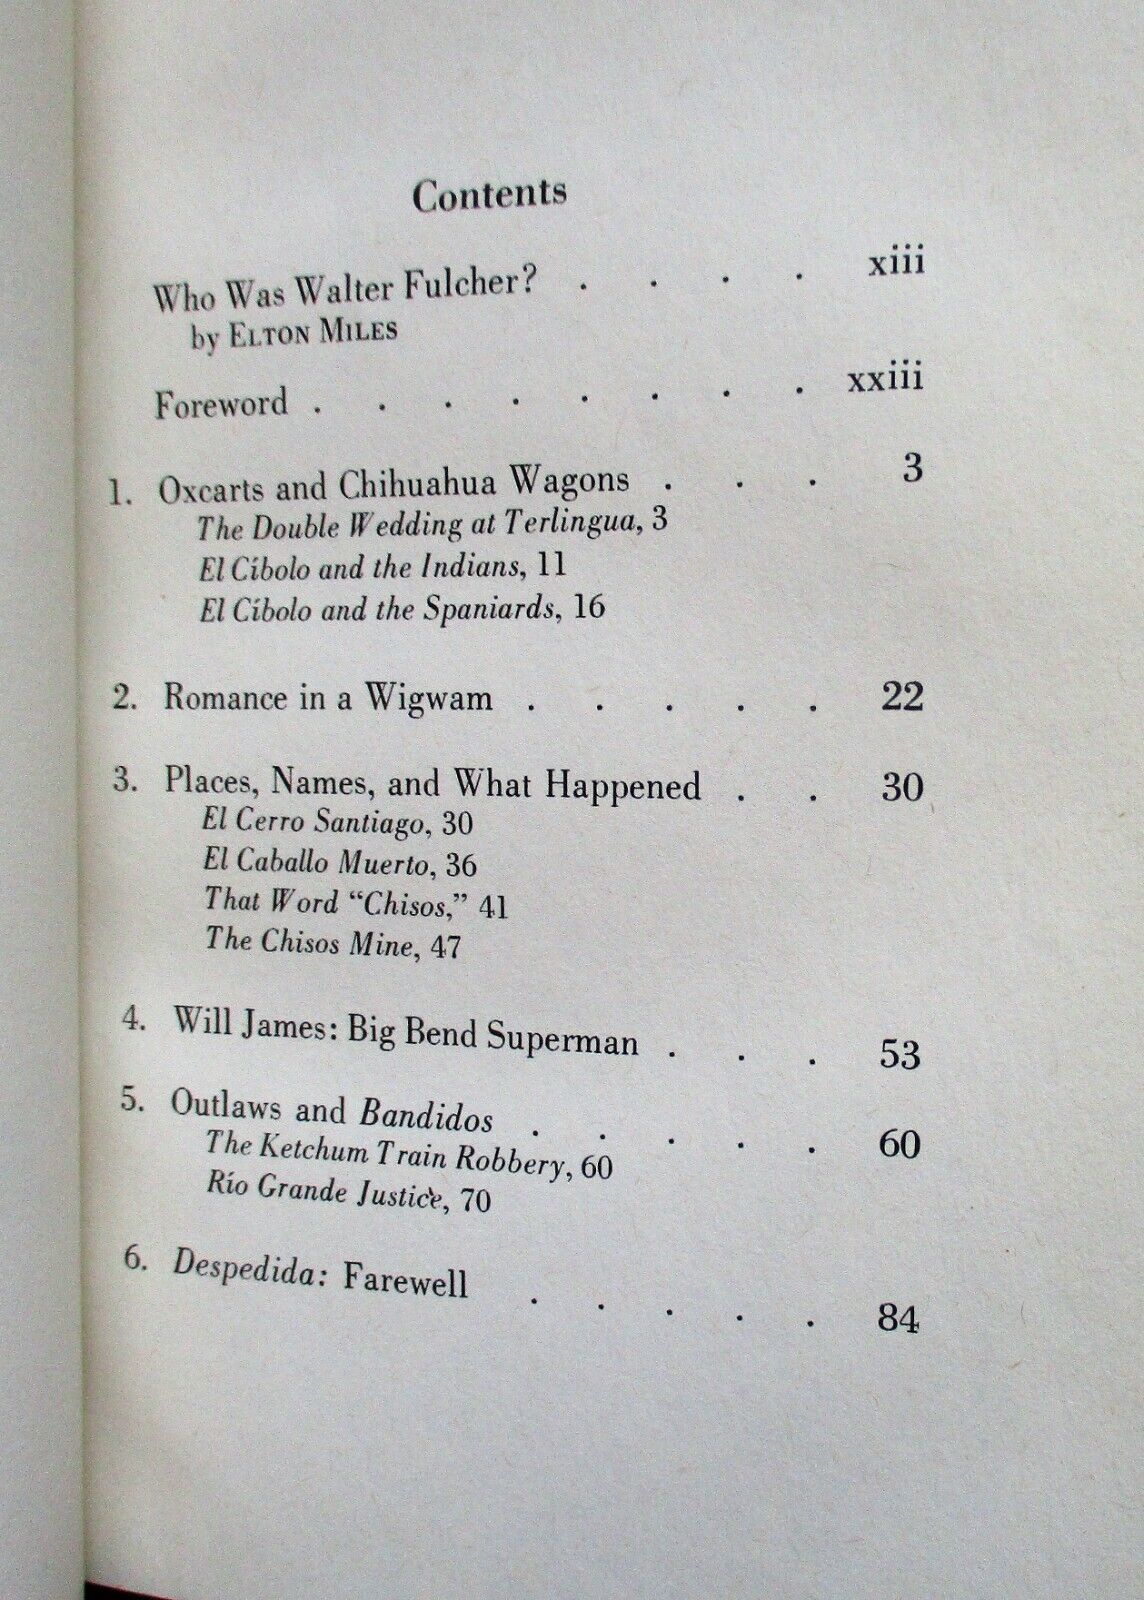 Contents
Who Was Walter Fulcher? . . . . xiii
by ELTON MILES
Foreword . . . . . . . . xxiii
1. Oxcarts and Chihuahua Wagons . . . 3
The Double Wedding at Terlingua, 3
El Cíbolo and the Indians, 11
El Cíbolo and the Spaniards, 16
2. Romance in a Wigwam . . . . . 22
3. Places, Names, and What Happened . . 30
El Cerro Santiago, 30
El Caballo Muerto, 36
That Word “Chisos,” 41
The Chisos Mine, 47
4. Will James: Big Bend Superman . . . 53
5. Outlaws and Bandidos . . . . . 60
The Ketchum Train Robbery, 60
Río Grande Justice, 70
6. Despedida: Farewell . . . . . 84